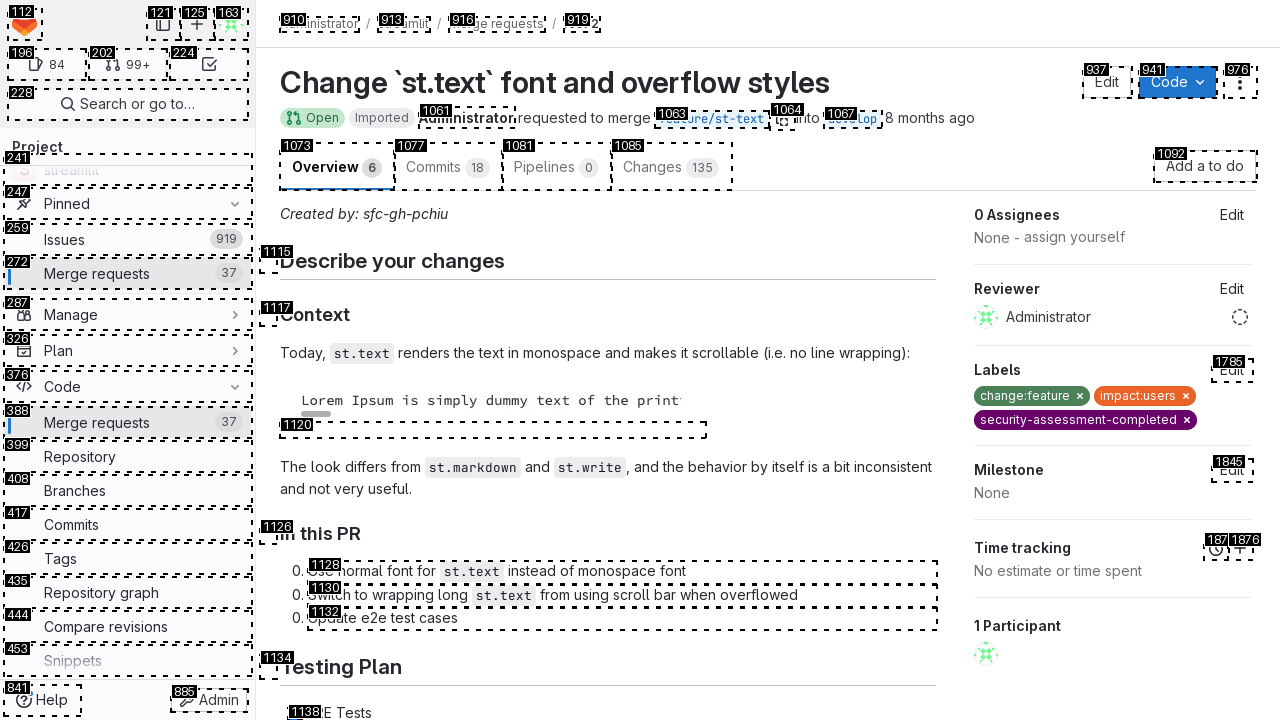 112
121
125
163
196
84
202
99+
224
228
Search or go to…
Project
241
streamlit
247
Pinned
259
Issues
919
272
Merge requests
37
287
Manage
326
Plan
376
Code
388
Merge requests
37
399
Repository
408
Branches
417
Commits
426
Tags
435
Repository graph
444
Compare revisions
453
Snippets
841
Help
885
Admin
910
/
913
/
916
Merge requests
/
919
Change `st.text` font and overflow styles
937
Edit
941
Code
976
Open
Imported
1061
Administrator
requested to merge
1063
feature/st-text
1064
into
1067
develop
8 months ago
1073
Overview 6
1077
Commits 18
1081
Pipelines 0
1085
Changes 135
1092
Add a to do
Created by: sfc-gh-pchiu
1115
Describe your changes
1117
Context
Today, st.text renders the text in monospace and makes it scrollable (i.e. no line wrapping):
Lorem Ipsum is simply dummy text of the print
1120
The look differs from st.markdown and st.write, and the behavior by itself is a bit inconsistent
and not very useful.
1126
In this PR
1128
0. Use normal font for st.text instead of monospace font
1130
0. Switch to wrapping long st.text from using scroll bar when overflowed
1132
0. Update e2e test cases
1134
Testing Plan
1138
E Tests
0 Assignees
Edit
None - assign yourself
Reviewer
Edit
Administrator
Labels
1785
Edit
change:feature ×
impact:users ×
security-assessment-completed ×
Milestone
1845
Edit
None
Time tracking
187
1876
No estimate or time spent
1 Participant